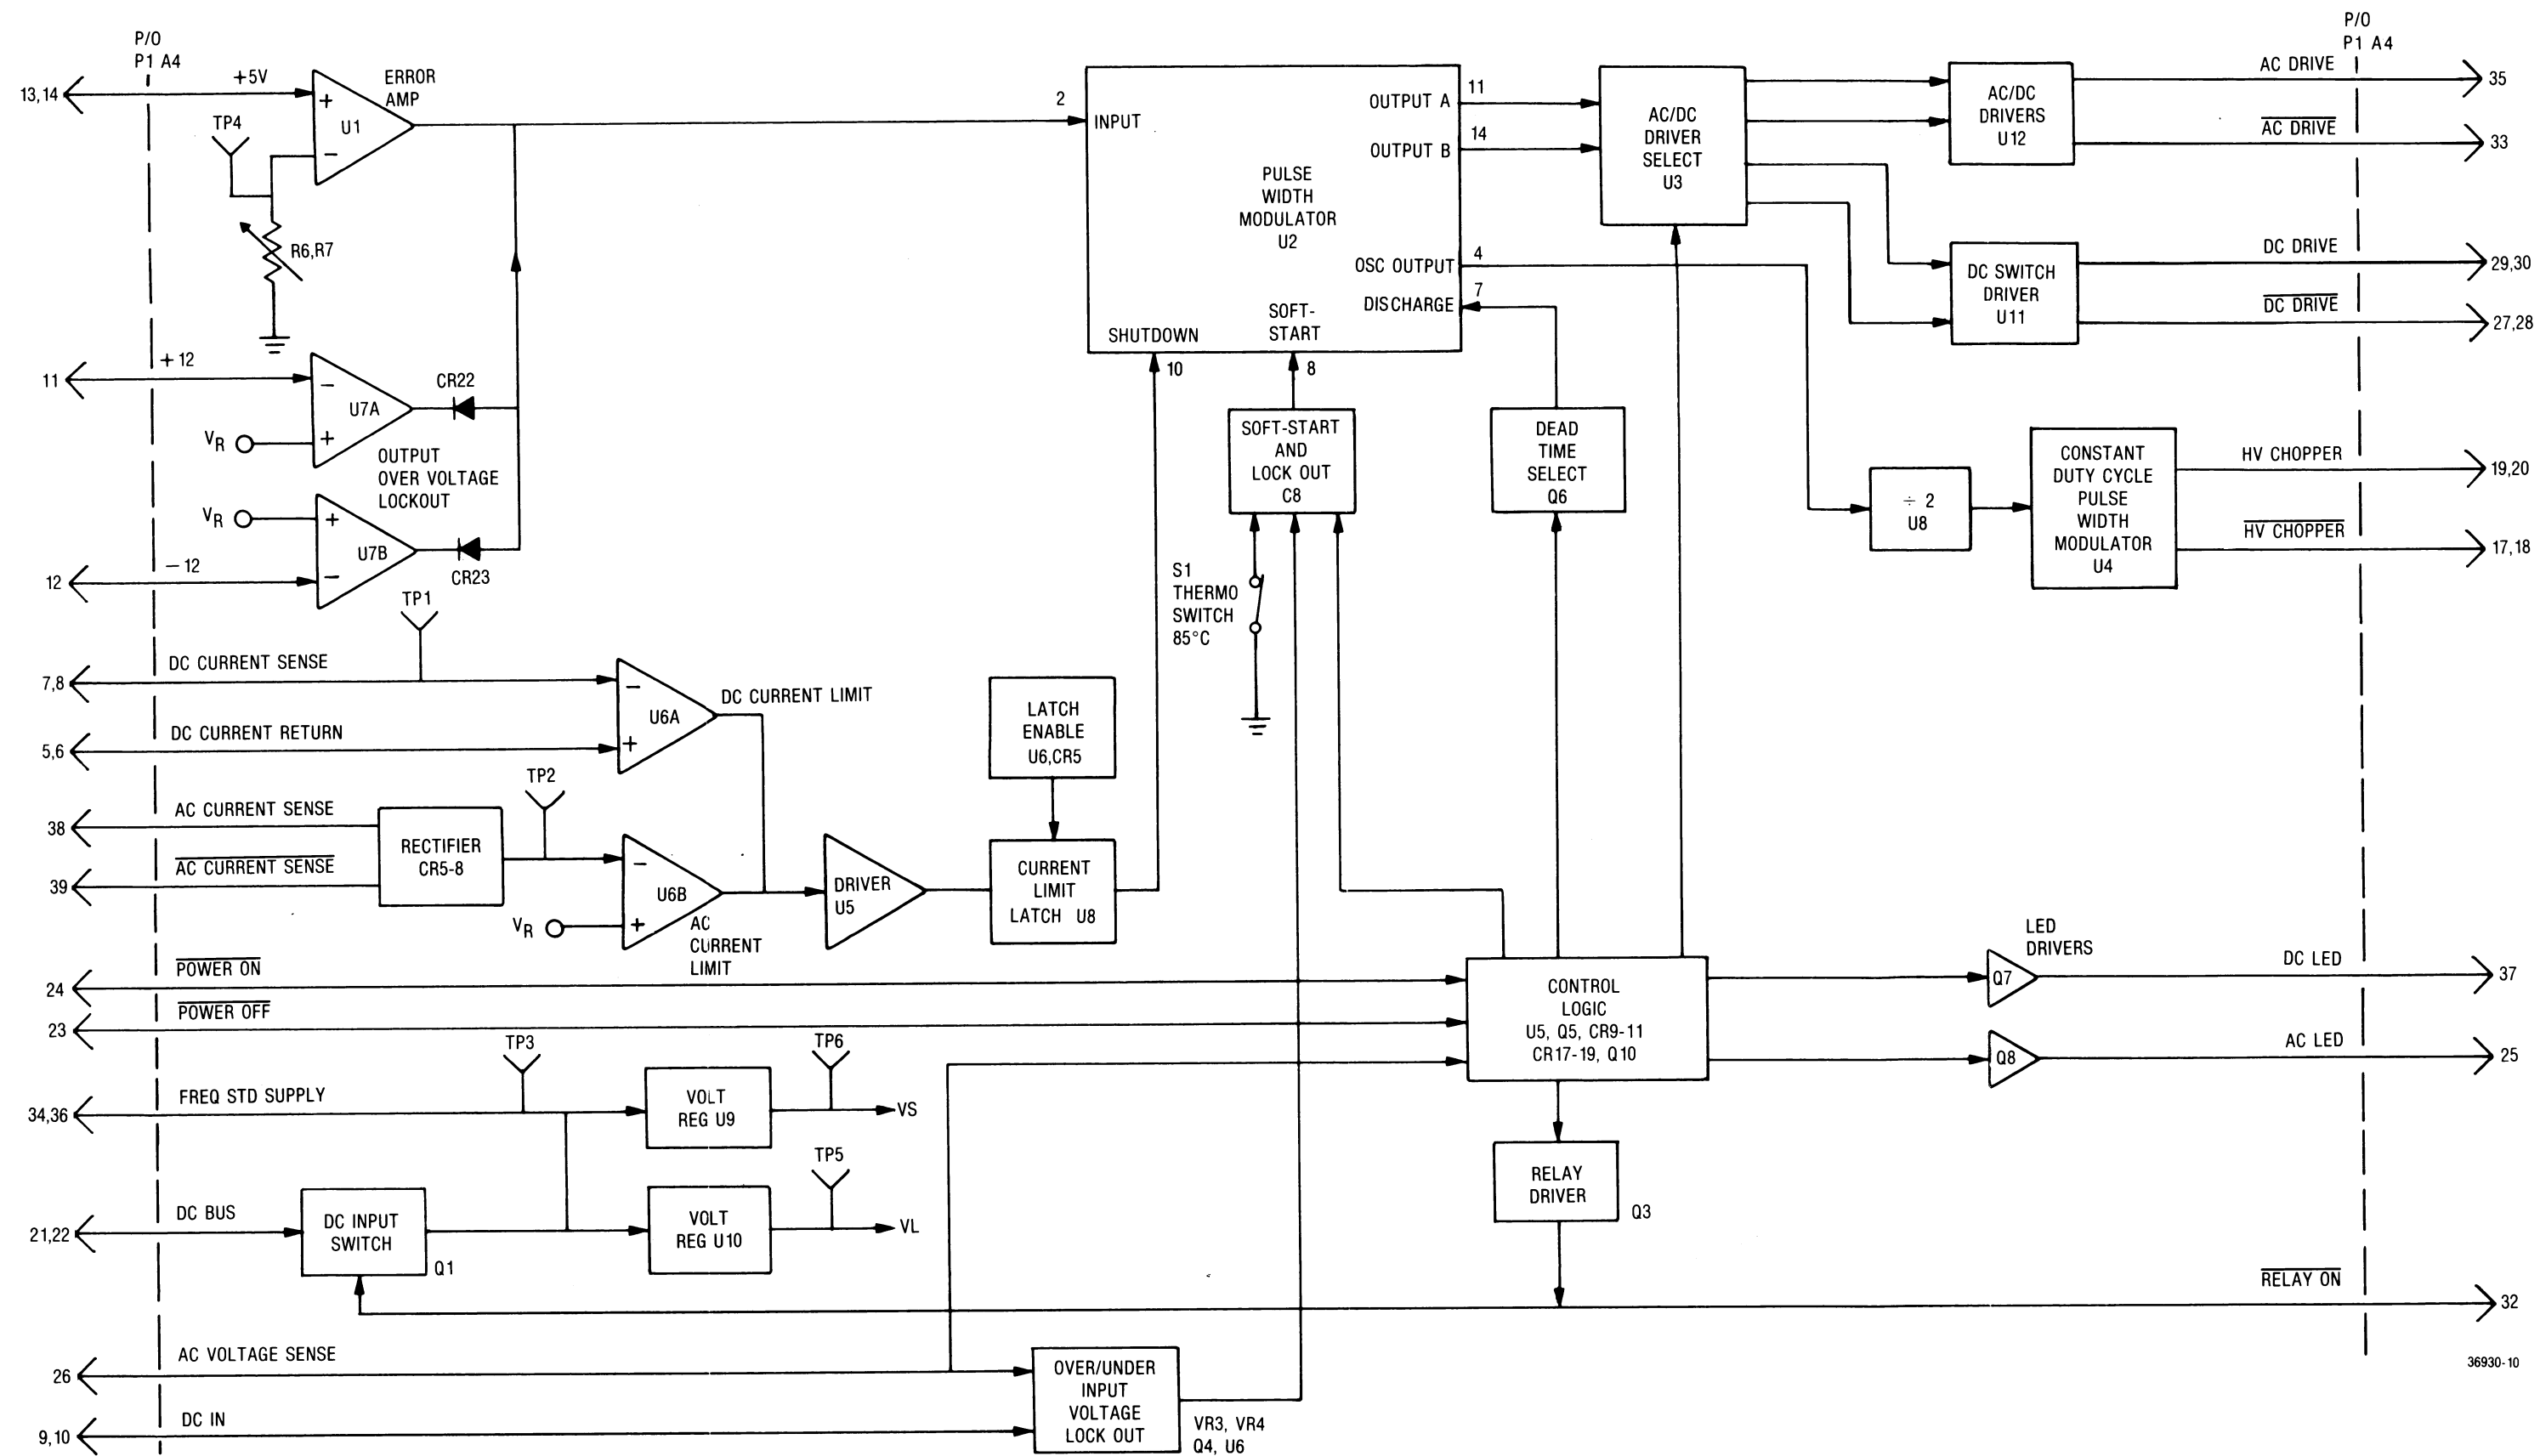 P/O
P1 A4
P/O
P1 A4
13,14
+5V
ERROR
AMP
+
U1
−
TP4
R6,R7
2
INPUT
PULSE
WIDTH
MODULATOR
U2
OUTPUT A
11
OUTPUT B
14
OSC OUTPUT
4
DISCHARGE
7
SHUTDOWN
10
SOFT-
START
8
AC/DC
DRIVER
SELECT
U3
AC/DC
DRIVERS
U12
AC DRIVE
35
AC DRIVE
33
DC SWITCH
DRIVER
U11
DC DRIVE
29,30
DC DRIVE
27,28
11
+12
−
U7A
+
VR
CR22
OUTPUT
OVER VOLTAGE
LOCKOUT
VR
+
U7B
−
CR23
12
−12
SOFT-START
AND
LOCK OUT
C8
DEAD
TIME
SELECT
Q6
÷ 2
U8
CONSTANT
DUTY CYCLE
PULSE
WIDTH
MODULATOR
U4
HV CHOPPER
19,20
HV CHOPPER
17,18
S1
THERMO
SWITCH
85°C
TP1
7,8
DC CURRENT SENSE
−
U6A
+
DC CURRENT LIMIT
5,6
DC CURRENT RETURN
LATCH
ENABLE
U6,CR5
38
AC CURRENT SENSE
39
AC CURRENT SENSE
RECTIFIER
CR5-8
TP2
−
U6B
+
VR
AC
CURRENT
LIMIT
DRIVER
U5
CURRENT
LIMIT
LATCH U8
24
POWER ON
23
POWER OFF
CONTROL
LOGIC
U5, Q5, CR9-11
CR17-19, Q10
LED
DRIVERS
Q7
DC LED
37
Q8
AC LED
25
34,36
FREQ STD SUPPLY
TP3
VOLT
REG U9
TP6
VS
21,22
DC BUS
DC INPUT
SWITCH
Q1
VOLT
REG U10
TP5
VL
RELAY
DRIVER
Q3
RELAY ON
32
26
AC VOLTAGE SENSE
9,10
DC IN
OVER/UNDER
INPUT
VOLTAGE
LOCK OUT
VR3, VR4
Q4, U6
36930-10